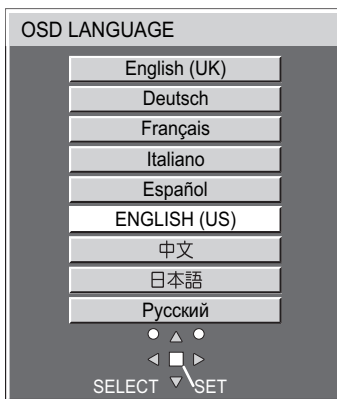 OSD LANGUAGE
English (UK)
Deutsch
Français
Italiano
Español
ENGLISH (US)
中文
日本語
Русский
SELECT SET